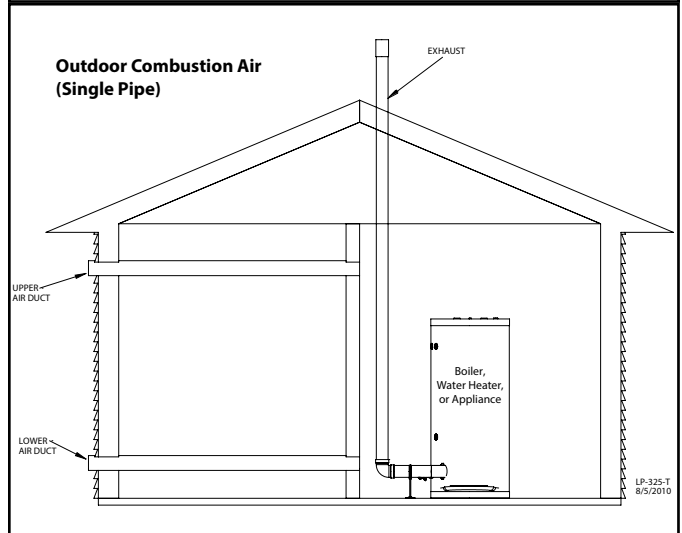 Outdoor Combustion Air
(Single Pipe)
EXHAUST
UPPER
AIR DUCT
Boiler,
Water Heater,
or Appliance
LOWER
AIR DUCT
LP-325-T
8/5/2010